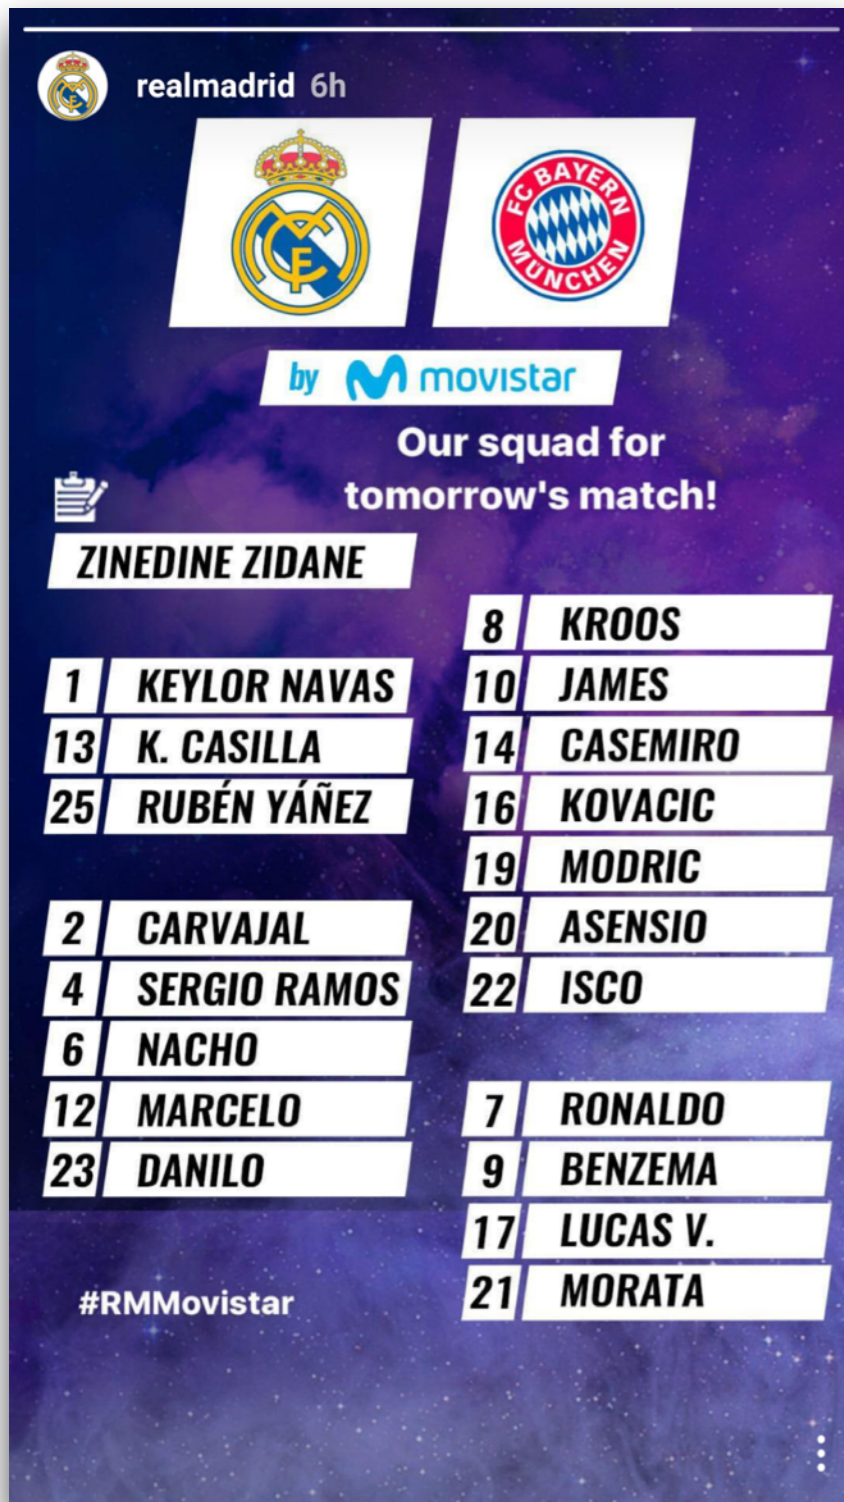 realmadrid 6h
FC BAYERN
MÜNCHEN
by movistar
Our squad for
tomorrow's match!
ZINEDINE ZIDANE
1 KEYLOR NAVAS
13 K. CASILLA
25 RUBÉN YÁÑEZ
2 CARVAJAL
4 SERGIO RAMOS
6 NACHO
12 MARCELO
23 DANILO
8 KROOS
10 JAMES
14 CASEMIRO
16 KOVACIC
19 MODRIC
20 ASENSIO
22 ISCO
7 RONALDO
9 BENZEMA
17 LUCAS V.
21 MORATA
#RMMovistar